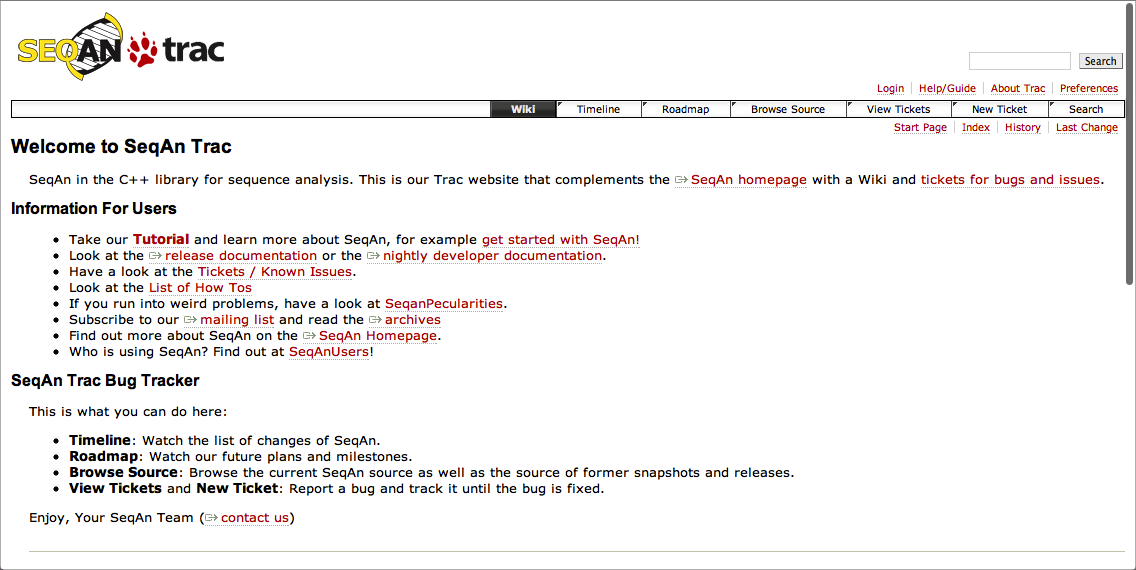 SEQAN trac
Search
Login Help/Guide About Trac Preferences
Wiki Timeline Roadmap Browse Source View Tickets New Ticket Search
Start Page Index History Last Change
Welcome to SeqAn Trac
SeqAn in the C++ library for sequence analysis. This is our Trac website that complements the SeqAn homepage with a Wiki and tickets for bugs and issues.
Information For Users
• Take our Tutorial and learn more about SeqAn, for example get started with SeqAn!
• Look at the release documentation or the nightly developer documentation.
• Have a look at the Tickets / Known Issues.
• Look at the List of How Tos
• If you run into weird problems, have a look at SeqanPecularities.
• Subscribe to our mailing list and read the archives
• Find out more about SeqAn on the SeqAn Homepage.
• Who is using SeqAn? Find out at SeqAnUsers!
SeqAn Trac Bug Tracker
This is what you can do here:
• Timeline: Watch the list of changes of SeqAn.
• Roadmap: Watch our future plans and milestones.
• Browse Source: Browse the current SeqAn source as well as the source of former snapshots and releases.
• View Tickets and New Ticket: Report a bug and track it until the bug is fixed.
Enjoy, Your SeqAn Team (contact us)